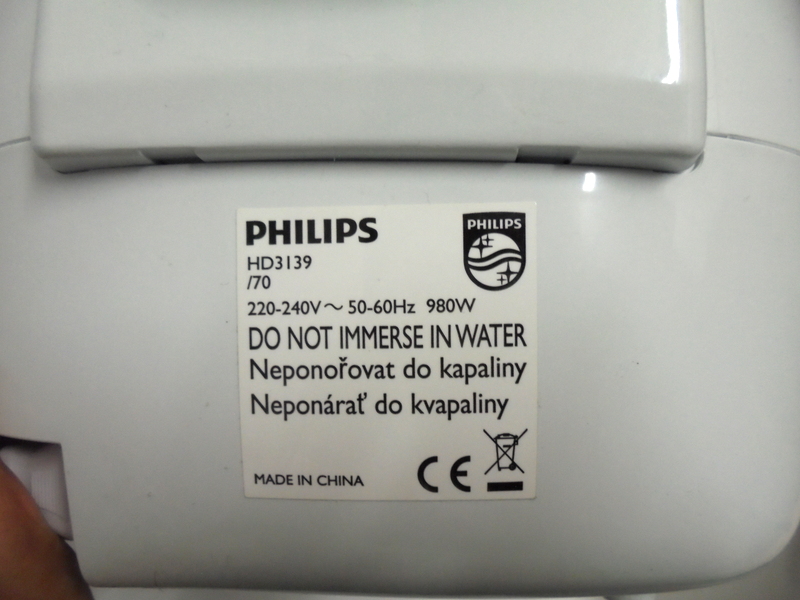 PHILIPS
PHILIPS
HD3139
/70
220-240V~ 50-60Hz 980W
DO NOT IMMERSE IN WATER
Neponořovat do kapaliny
Neponárať do kvapaliny
MADE IN CHINA
CE